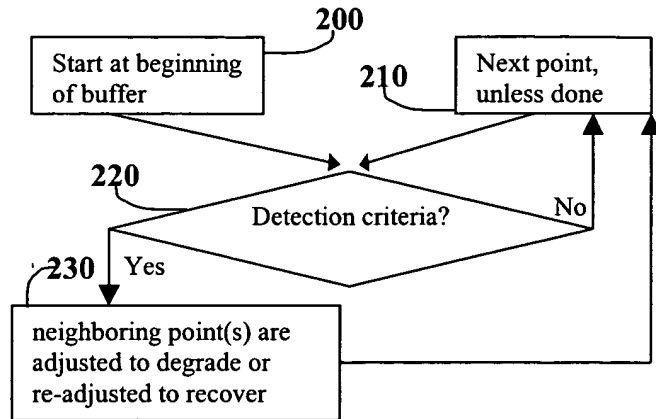 200
Start at beginning
of buffer
210
Next point,
unless done
220
Detection criteria?
No
Yes
230
neighboring point(s) are
adjusted to degrade or
re-adjusted to recover